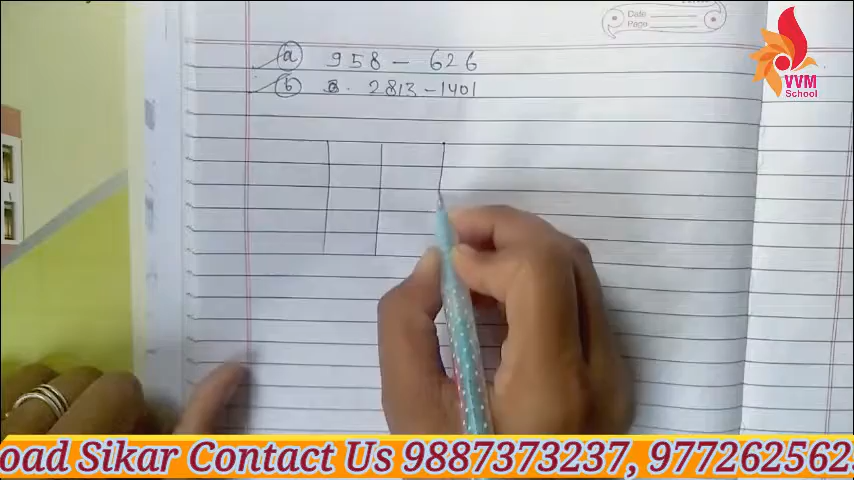 Date
Page
ⓐ 958 - 626
ⓑ 2813 - 1401
VVM
School
oad Sikar Contact Us 9887373237, 977262562